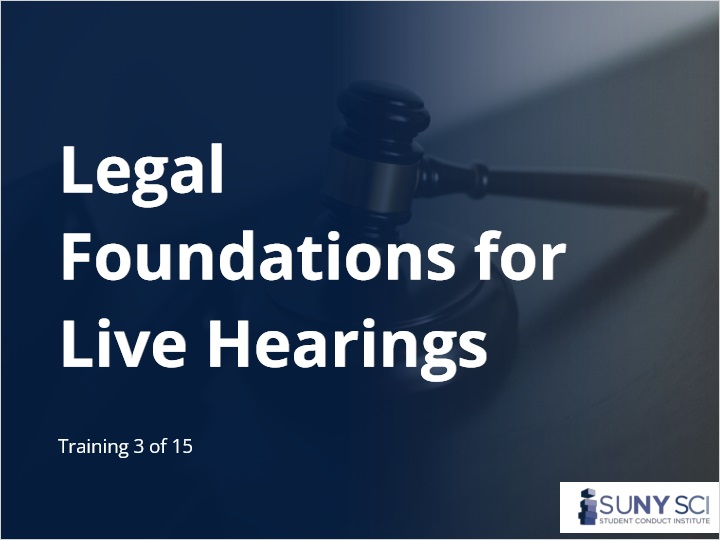 Legal
Foundations for
Live Hearings
Training 3 of 15
SUNY SCI
STUDENT CONDUCT INSTITUTE